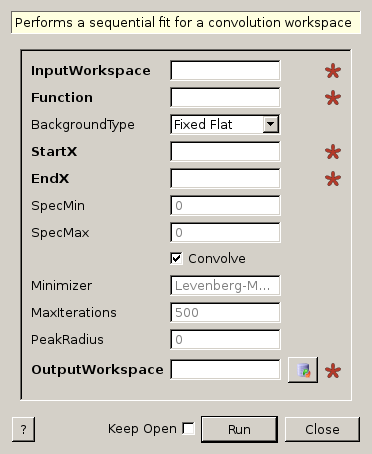 Performs a sequential fit for a convolution workspace
InputWorkspace
Function
BackgroundType Fixed Flat
StartX
EndX
SpecMin 0
SpecMax 0
Convolve
Minimizer Levenberg-M...
MaxIterations 500
PeakRadius 0
OutputWorkspace
? Keep Open Run Close